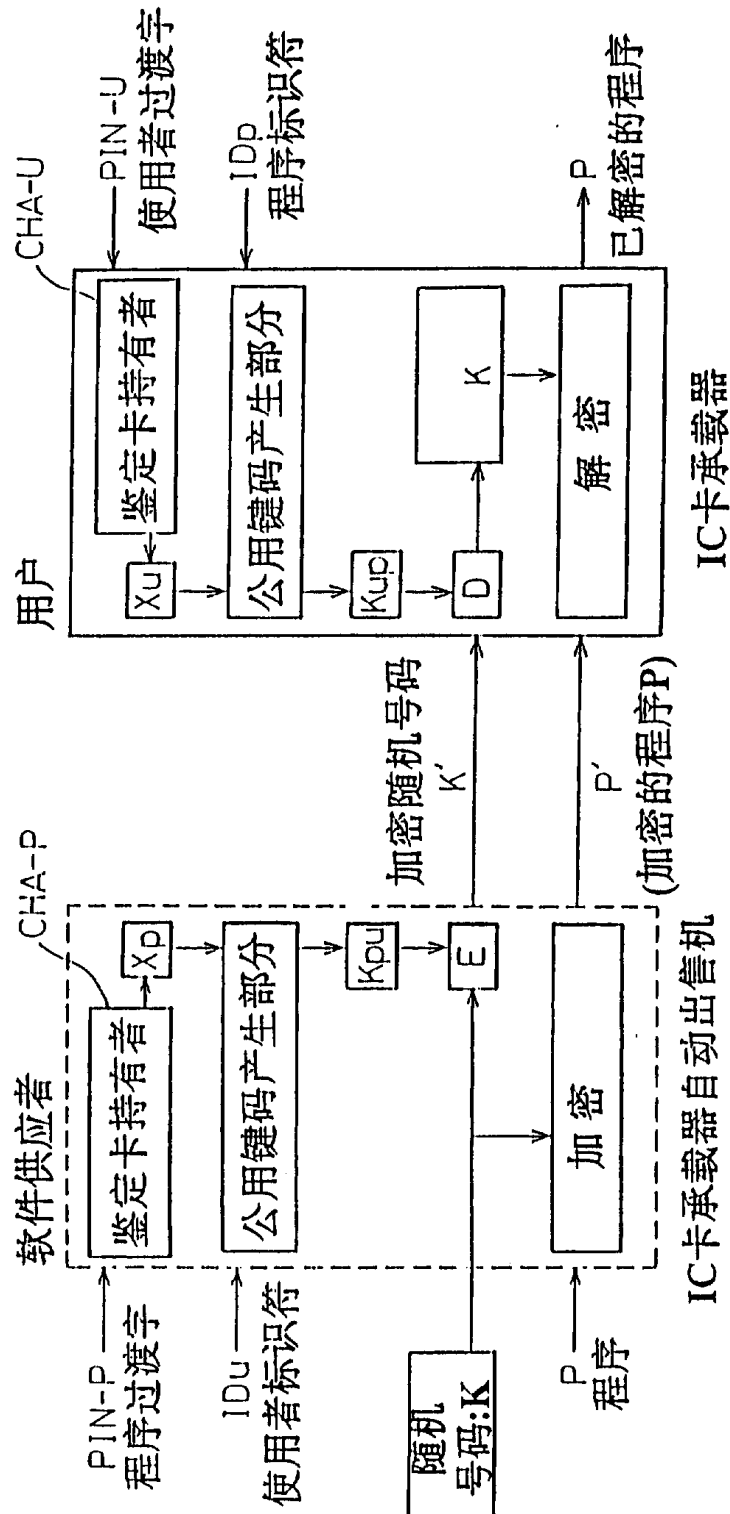 软件供应者
CHA-P
PIN-P
程序过渡字
鉴定卡持有者
Xp
IDu
使用者标识符
公用键码产生部分
Kpu
随机
号码:K
E
P
程序
加密
IC卡承载器自动出售机
加密随机号码
K′
P′
(加密的程序P)
用户
CHA-U
PIN-U
使用者过渡字
鉴定卡持有者
Xu
IDp
程序标识符
公用键码产生部分
Kup
D
K
解密
P
已解密的程序
IC卡承载器